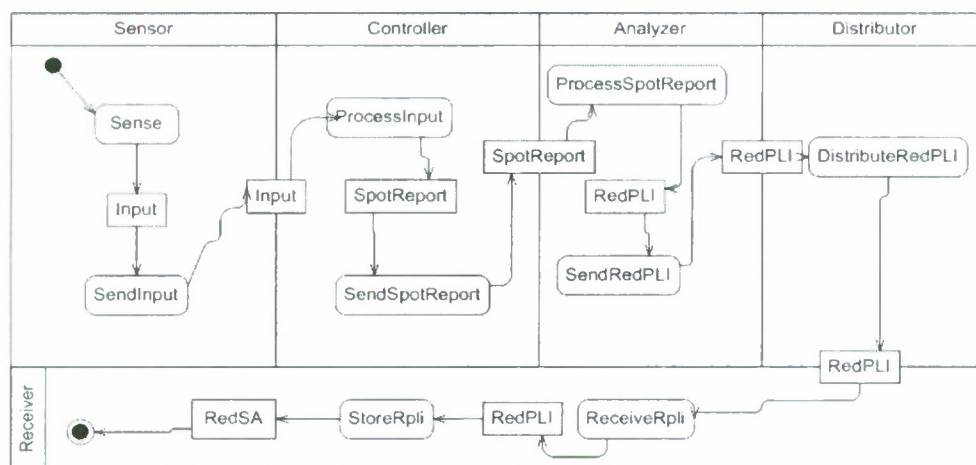 Sensor
Controller
Analyzer
Distributor
Sense
Input
SendInput
Input
ProcessInput
SpotReport
SendSpotReport
SpotReport
ProcessSpotReport
RedPLI
SendRedPLI
RedPLI
DistributeRedPLI
RedPLI
Receiver
RedSA
StoreRpli
RedPLI
ReceiveRpli